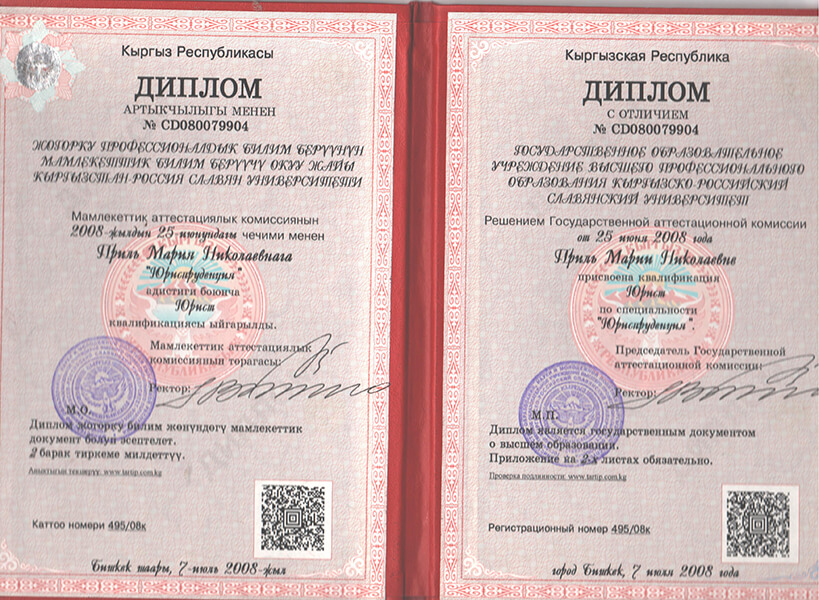 Кыргыз Республикасы
ДИПЛОМ
АРТЫКЧЫЛЫГЫ МЕНЕН
№ CD080079904
ЖОГОРКУ ПРОФЕССИОНАЛДЫК БИЛИМ БЕРҮҮНҮН
МАМЛЕКЕТТИК БИЛИМ БЕРҮҮЧҮ ОКУУ ЖАЙЫ
КЫРГЫЗСТАН-РОССИЯ СЛАВЯН УНИВЕРСИТЕТИ
Мамлекеттик аттестациялык комиссиянын
2008-жылдын 25-июнундагы чечими менен
Приль Мария Николаевнага
"Юриспруденция"
адистиги боюнча
Юрист
квалификациясы ыйгарылды.
Мамлекеттик аттестациялык
комиссиянын төрагасы:
Ректор:
М.О.
Диплом жогорку билим жөнүндөгү мамлекеттик
документ болуп эсептелет.
2 барак тиркеме милдеттүү.
Аныктыгын текшерүү: www.tartip.com.kg
Каттоо номери 495/08к
Бишкек шаары, 7-июль 2008-жыл
Кыргызская Республика
ДИПЛОМ
С ОТЛИЧИЕМ
№ CD080079904
ГОСУДАРСТВЕННОЕ ОБРАЗОВАТЕЛЬНОЕ
УЧРЕЖДЕНИЕ ВЫСШЕГО ПРОФЕССИОНАЛЬНОГО
ОБРАЗОВАНИЯ КЫРГЫЗСКО-РОССИЙСКИЙ
СЛАВЯНСКИЙ УНИВЕРСИТЕТ
Решением Государственной аттестационной комиссии
от 25 июня 2008 года
Приль Марии Николаевне
присвоена квалификация
Юрист
по специальности
"Юриспруденция".
Председатель Государственной
аттестационной комиссии:
Ректор:
М.П.
Диплом является государственным документом
о высшем образовании.
Приложение на 2-х листах обязательно.
Проверка подлинности: www.tartip.com.kg
Регистрационный номер 495/08к
город Бишкек, 7 июля 2008 года